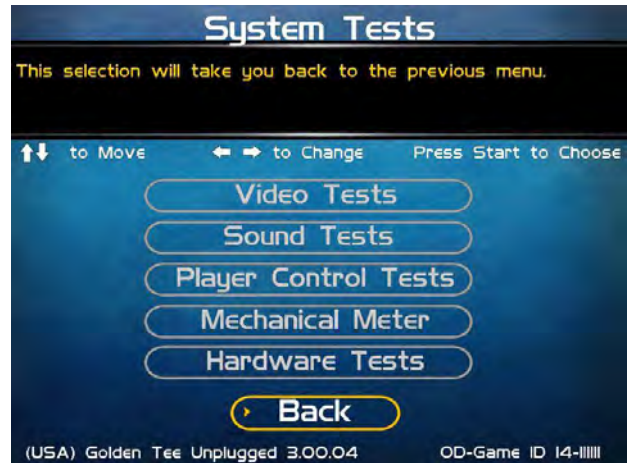 System Tests
This selection will take you back to the previous menu.
to Move to Change Press Start to Choose
Video Tests
Sound Tests
Player Control Tests
Mechanical Meter
Hardware Tests
Back
(USA) Golden Tee Unplugged 3.00.04 OD-Game ID 14-111111